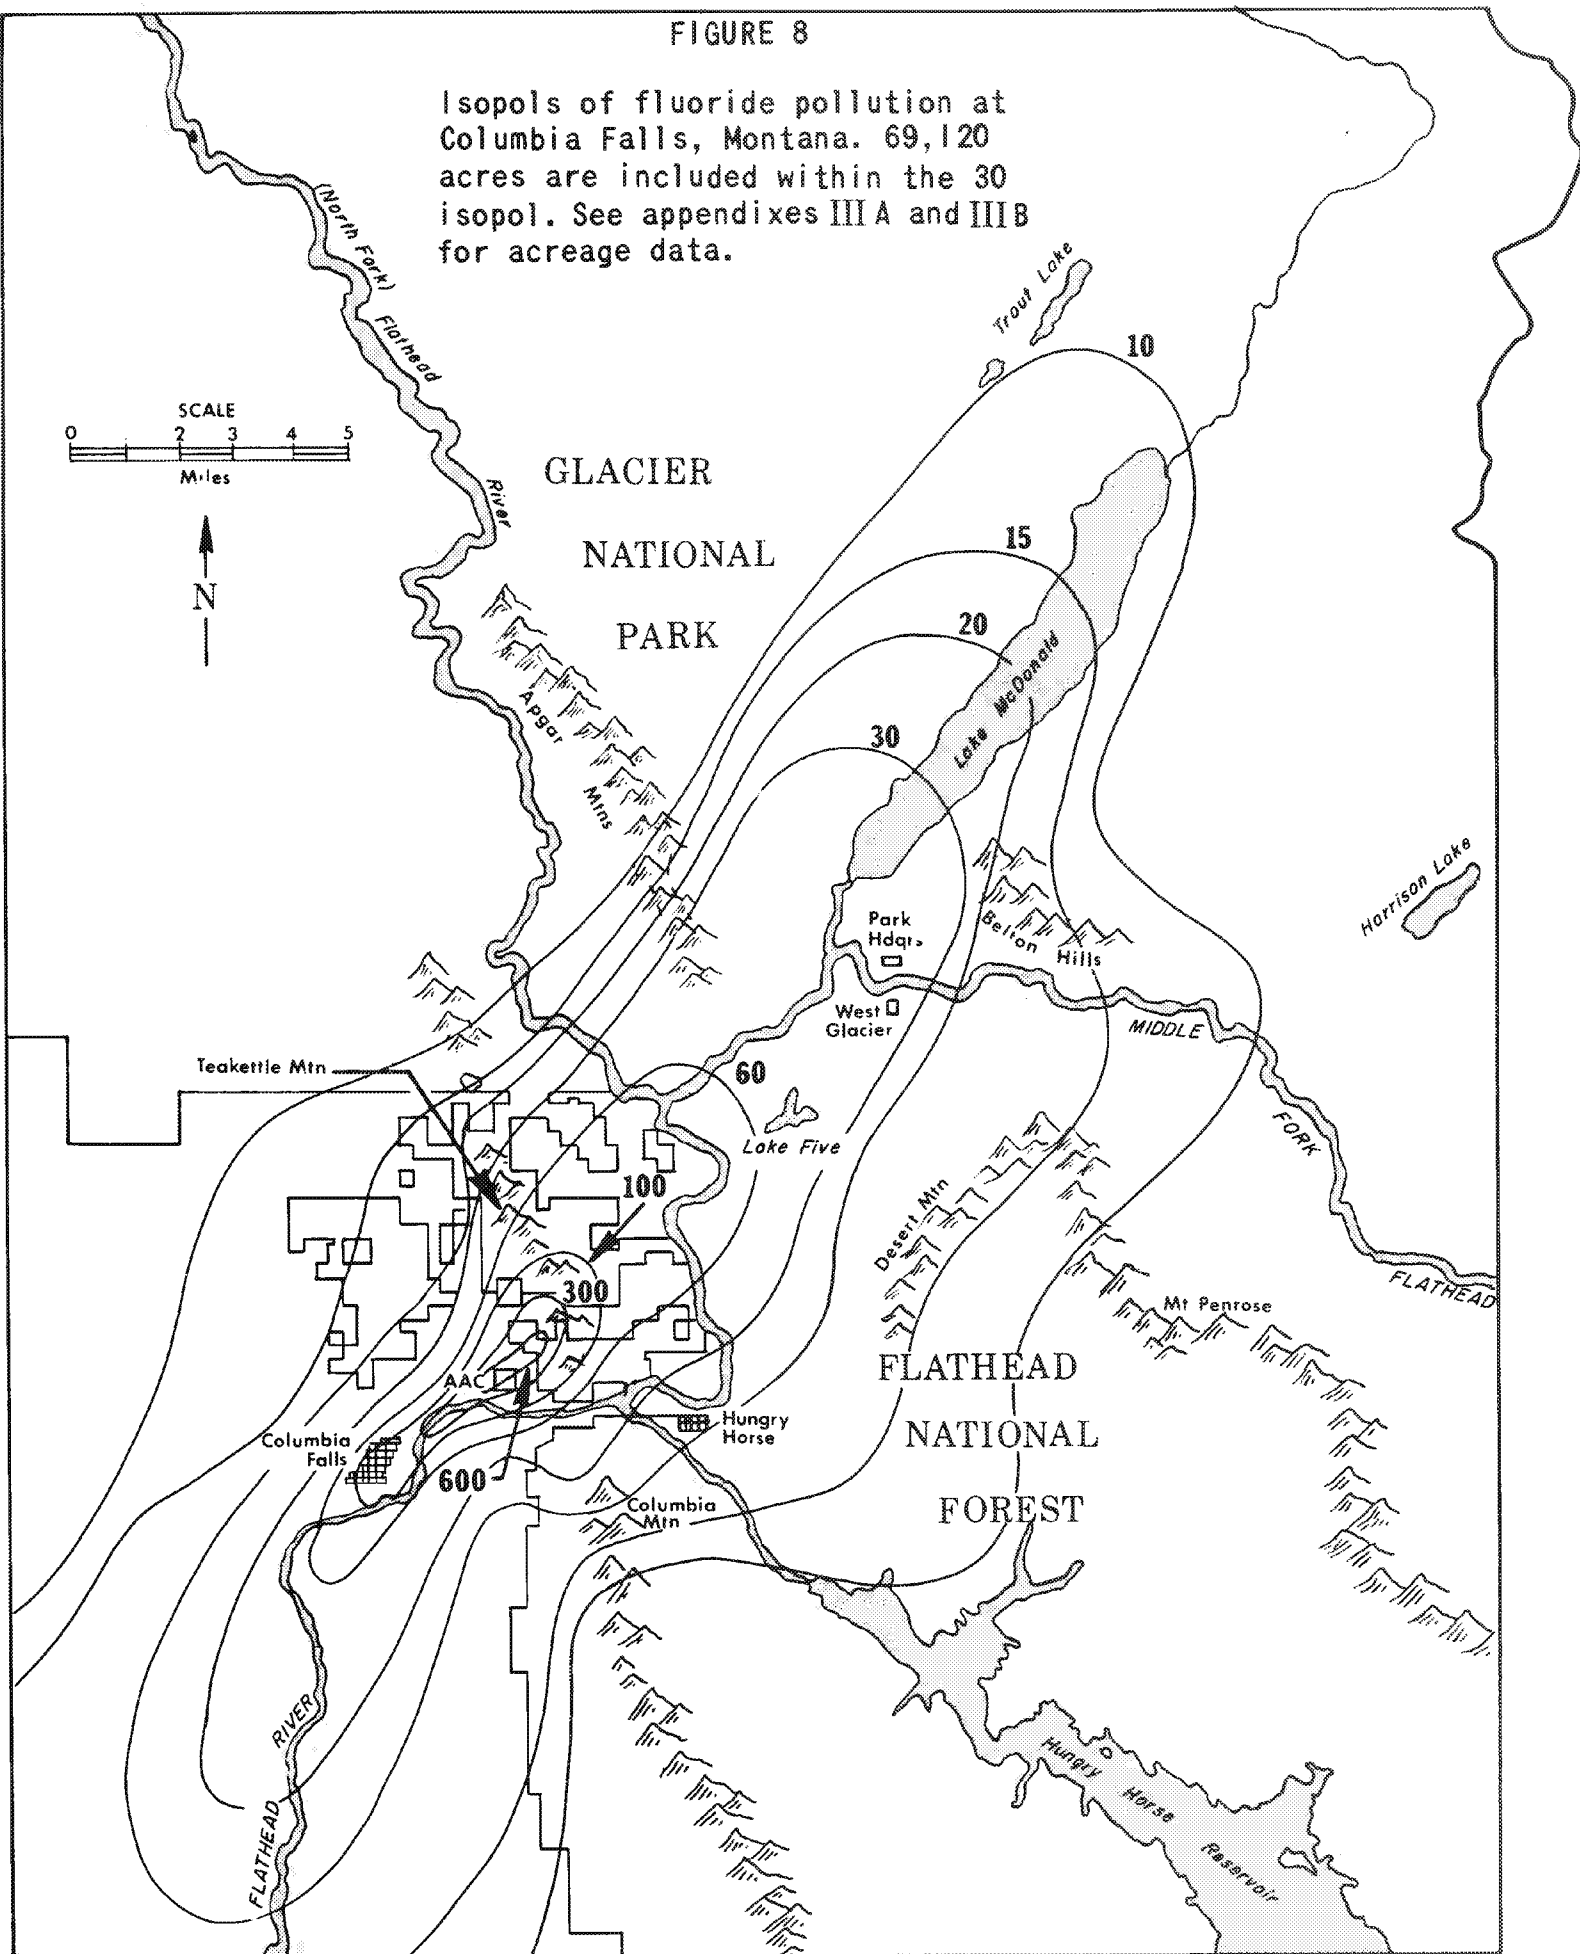 FIGURE 8
Isopols of fluoride pollution at
Columbia Falls, Montana. 69,120
acres are included within the 30
isopol. See appendixes III A and III B
for acreage data.
(North Fork)
Flathead
River
Trout Lake
10
SCALE
0 2 3 4 5
Miles
N
GLACIER
NATIONAL
PARK
15
20
30
Lake McDonald
Apgar
Mtns
Harrison Lake
Park
Hdqrs
Belton
Hills
West
Glacier
MIDDLE
FORK
FLATHEAD
Teakettle Mtn
60
Lake Five
100
Desert Mtn
300
Mt Penrose
AAC
FLATHEAD
NATIONAL
FOREST
Hungry
Horse
Columbia
Falls
600
Columbia
Mtn
FLATHEAD RIVER
Hungry Horse Reservoir